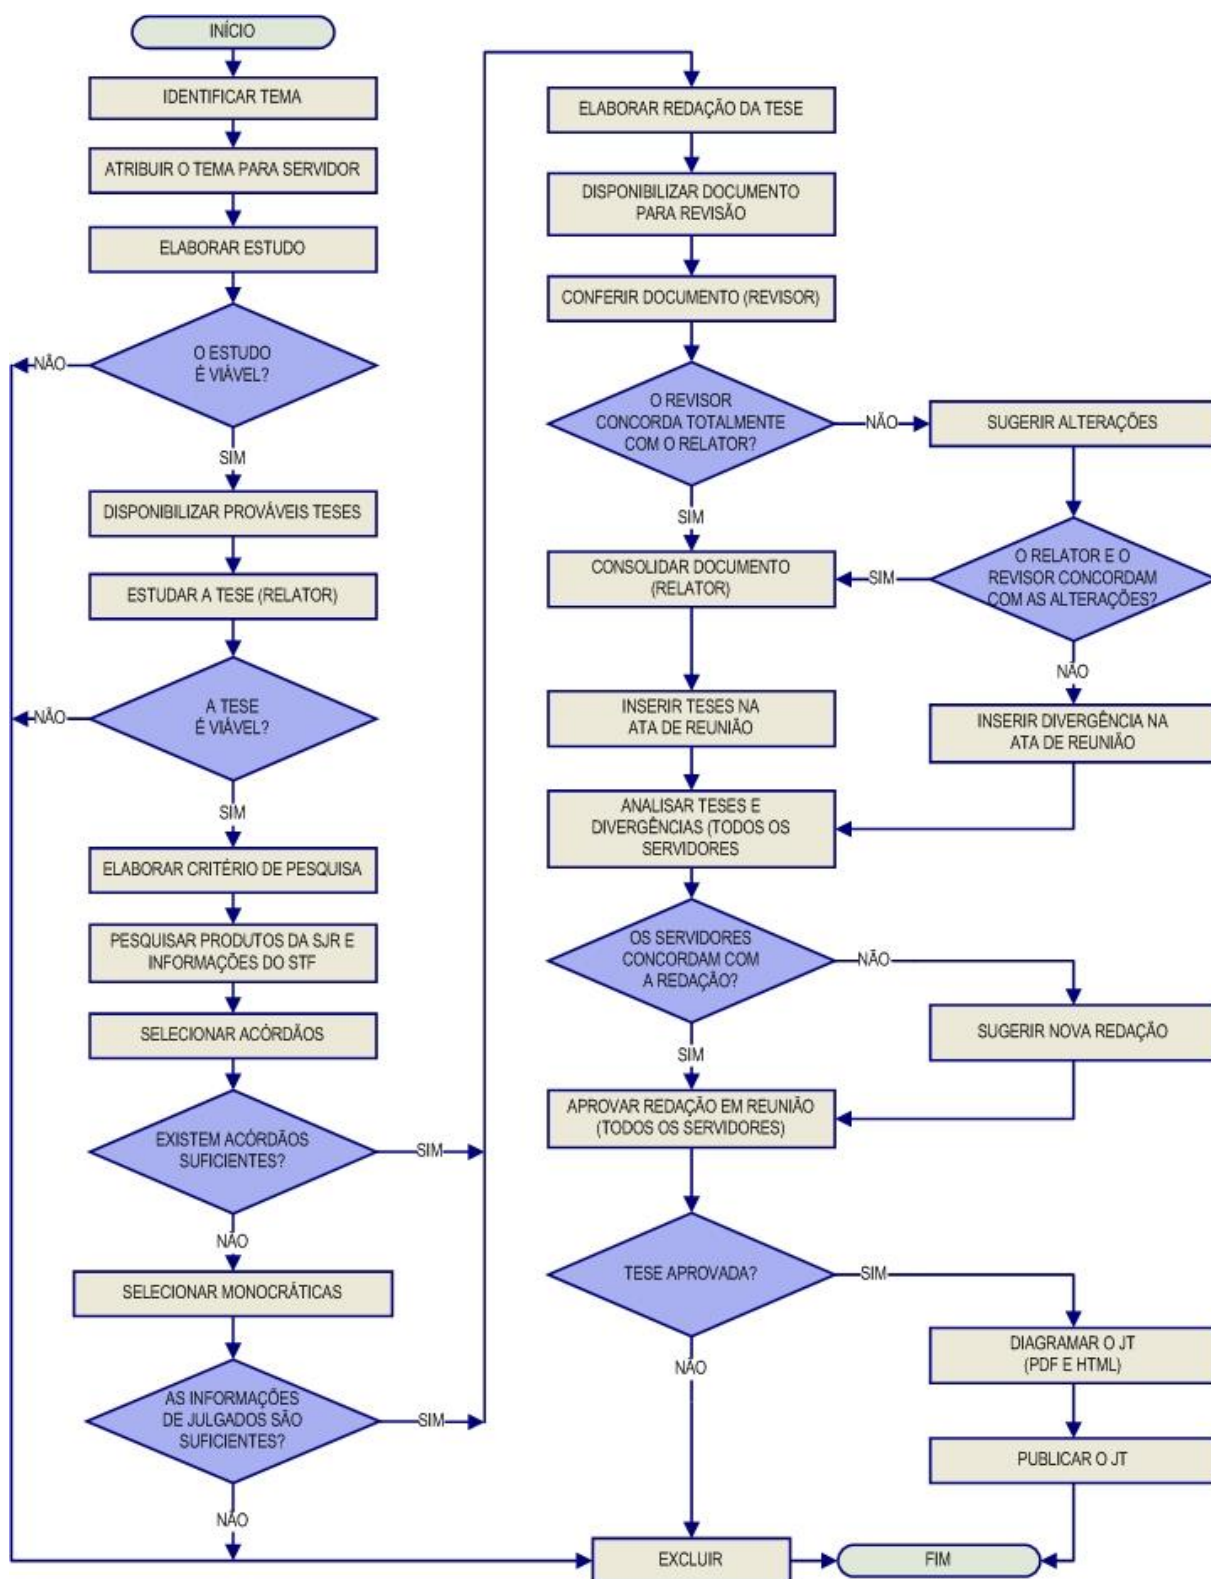 INÍCIO
IDENTIFICAR TEMA
ATRIBUIR O TEMA PARA SERVIDOR
ELABORAR ESTUDO
O ESTUDO
É VIÁVEL?
NÃO
SIM
DISPONIBILIZAR PROVÁVEIS TESES
ESTUDAR A TESE (RELATOR)
A TESE
É VIÁVEL?
NÃO
SIM
ELABORAR CRITÉRIO DE PESQUISA
PESQUISAR PRODUTOS DA SJR E
INFORMAÇÕES DO STF
SELECIONAR ACÓRDÃOS
EXISTEM ACÓRDÃOS
SUFICIENTES?
SIM
NÃO
SELECIONAR MONOCRÁTICAS
AS INFORMAÇÕES
DE JULGADOS SÃO
SUFICIENTES?
SIM
NÃO
ELABORAR REDAÇÃO DA TESE
DISPONIBILIZAR DOCUMENTO
PARA REVISÃO
CONFERIR DOCUMENTO (REVISOR)
O REVISOR
CONCORDA TOTALMENTE
COM O RELATOR?
NÃO
SUGERIR ALTERAÇÕES
SIM
O RELATOR E O
REVISOR CONCORDAM
COM AS ALTERAÇÕES?
SIM
NÃO
CONSOLIDAR DOCUMENTO
(RELATOR)
INSERIR TESES NA
ATA DE REUNIÃO
INSERIR DIVERGÊNCIA NA
ATA DE REUNIÃO
ANALISAR TESES E
DIVERGÊNCIAS (TODOS OS
SERVIDORES
OS SERVIDORES
CONCORDAM COM
A REDAÇÃO?
NÃO
SUGERIR NOVA REDAÇÃO
SIM
APROVAR REDAÇÃO EM REUNIÃO
(TODOS OS SERVIDORES)
TESE APROVADA?
SIM
NÃO
DIAGRAMAR O JT
(PDF E HTML)
PUBLICAR O JT
EXCLUIR
FIM